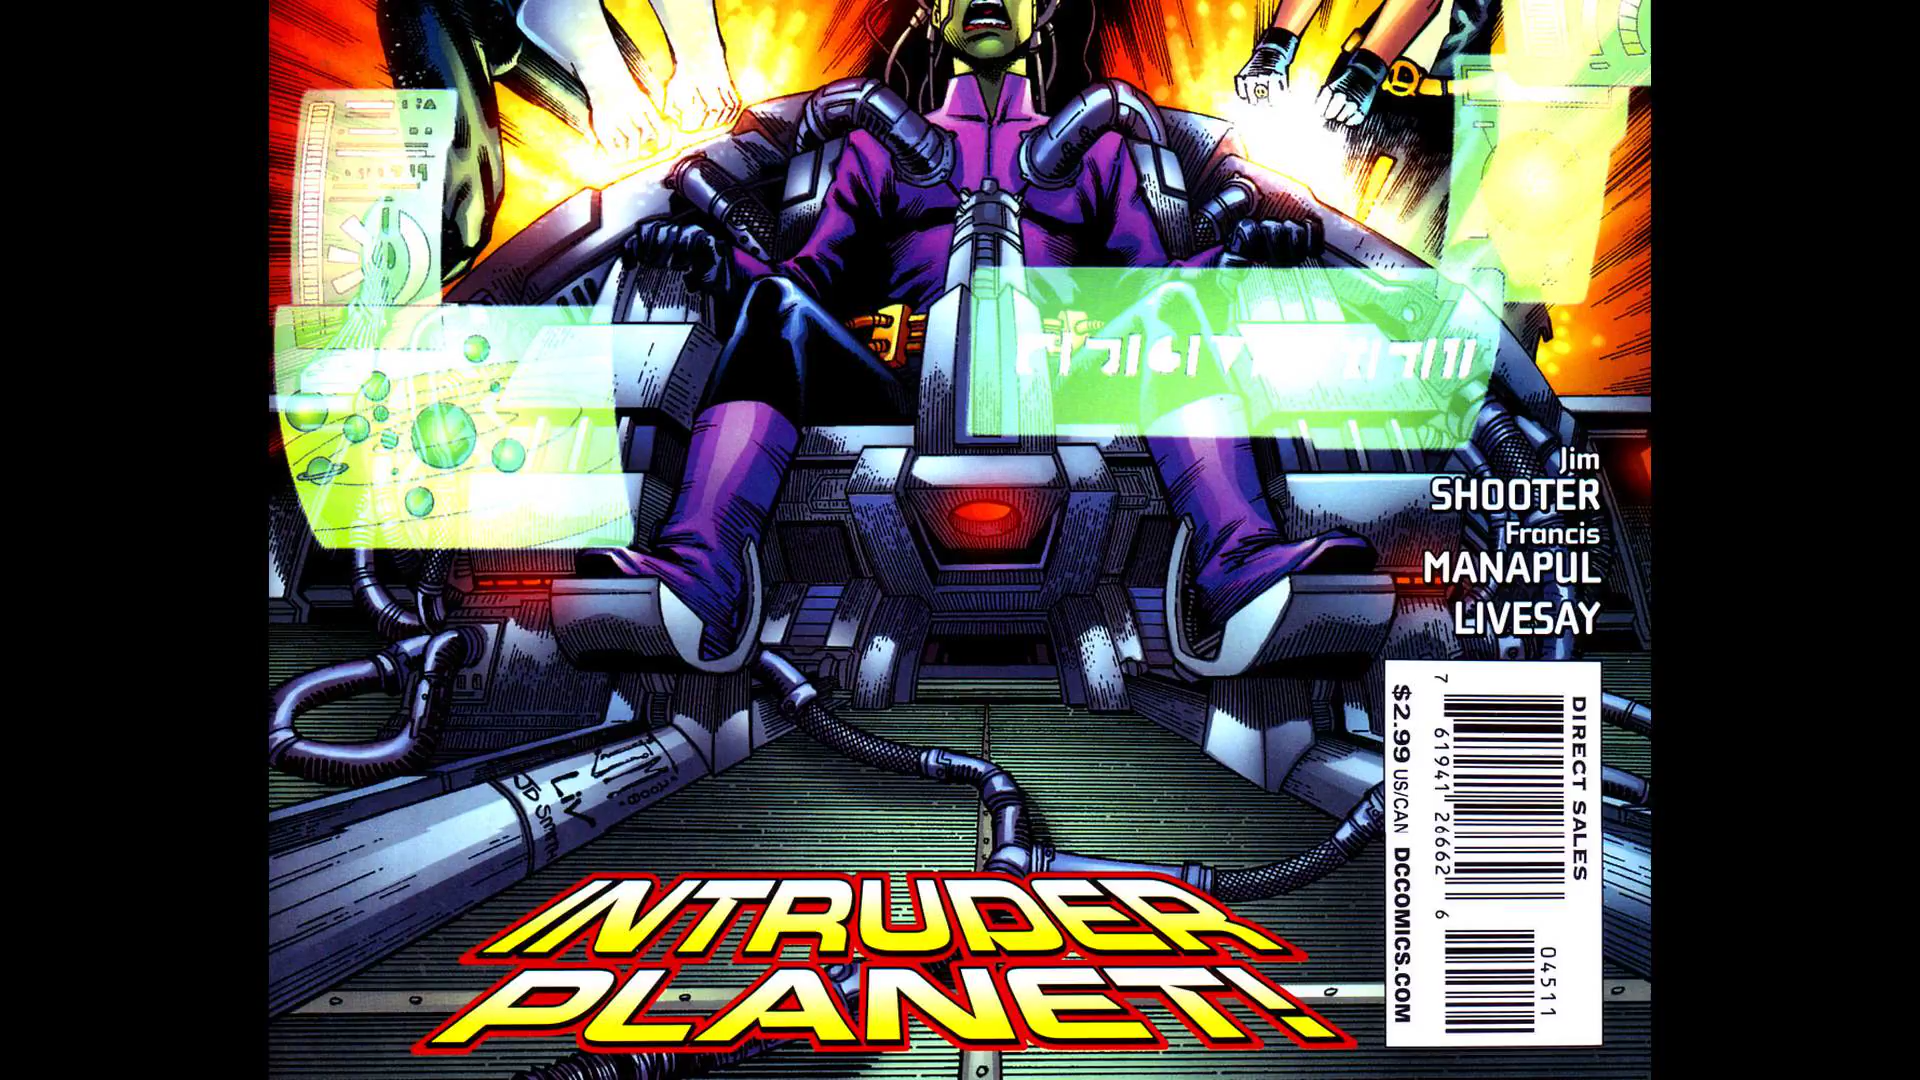 Jim
SHOOTER
Francis
MANAPUL
LIVESAY
DIRECT SALES
7 61941 26662 6
04511
$2.99 US/CAN DCCOMICS.COM
Liv
INTRUDER
PLANET!